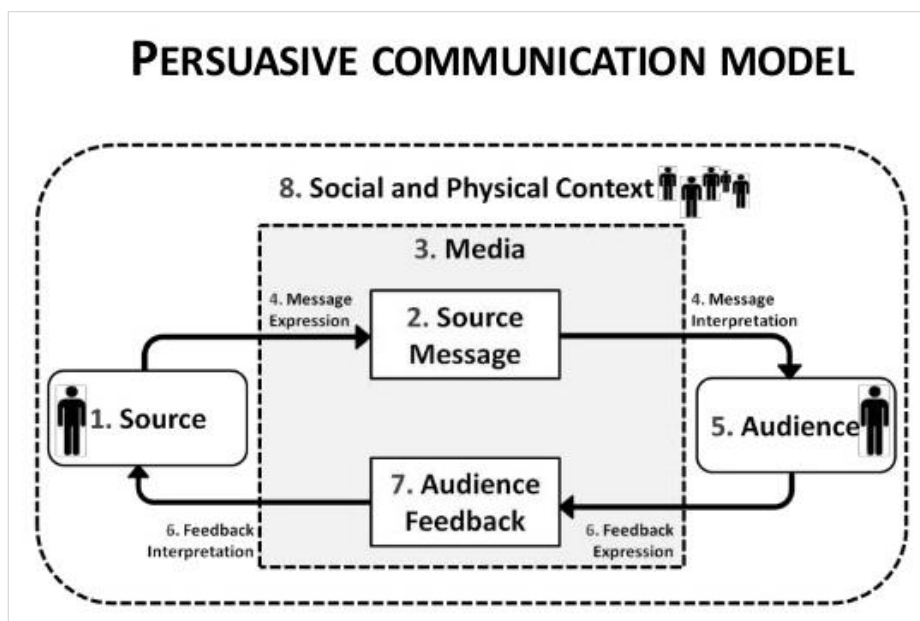 PERSUASIVE COMMUNICATION MODEL
8. Social and Physical Context
3. Media
4. Message
Expression
2. Source
Message
4. Message
Interpretation
1. Source
5. Audience
7. Audience
Feedback
6. Feedback
Interpretation
6. Feedback
Expression